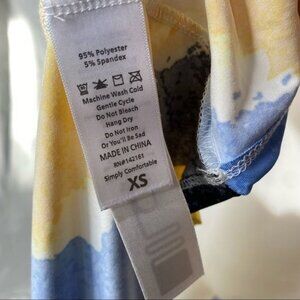 95% Polyester
5% Spandex
Machine Wash Cold
Gentle Cycle
Do Not Bleach
Hang Dry
Do Not Iron
Or You'll Be Sad
MADE IN CHINA
RN#142161
Simply Comfortable
XS